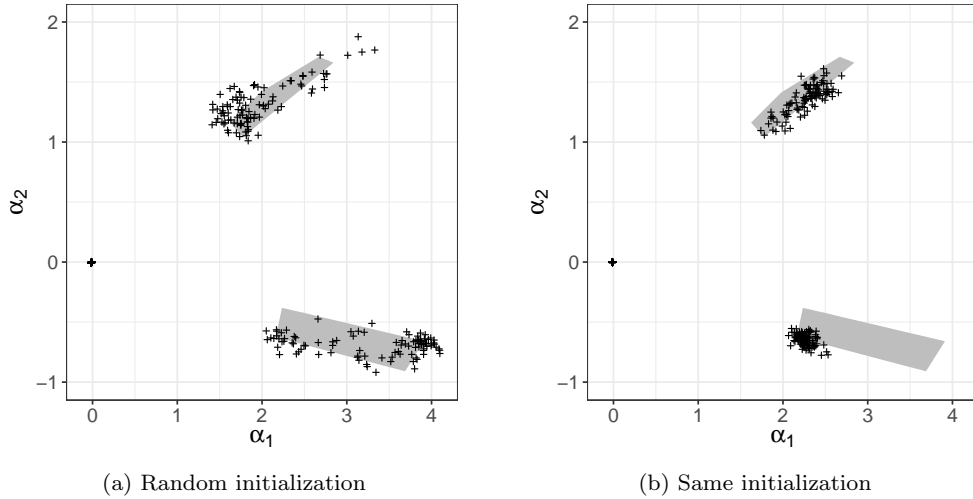 2
1
0
−1
α2
0 1 2 3 4
α1
(a) Random initialization
2
1
0
−1
α2
0 1 2 3 4
α1
(b) Same initialization